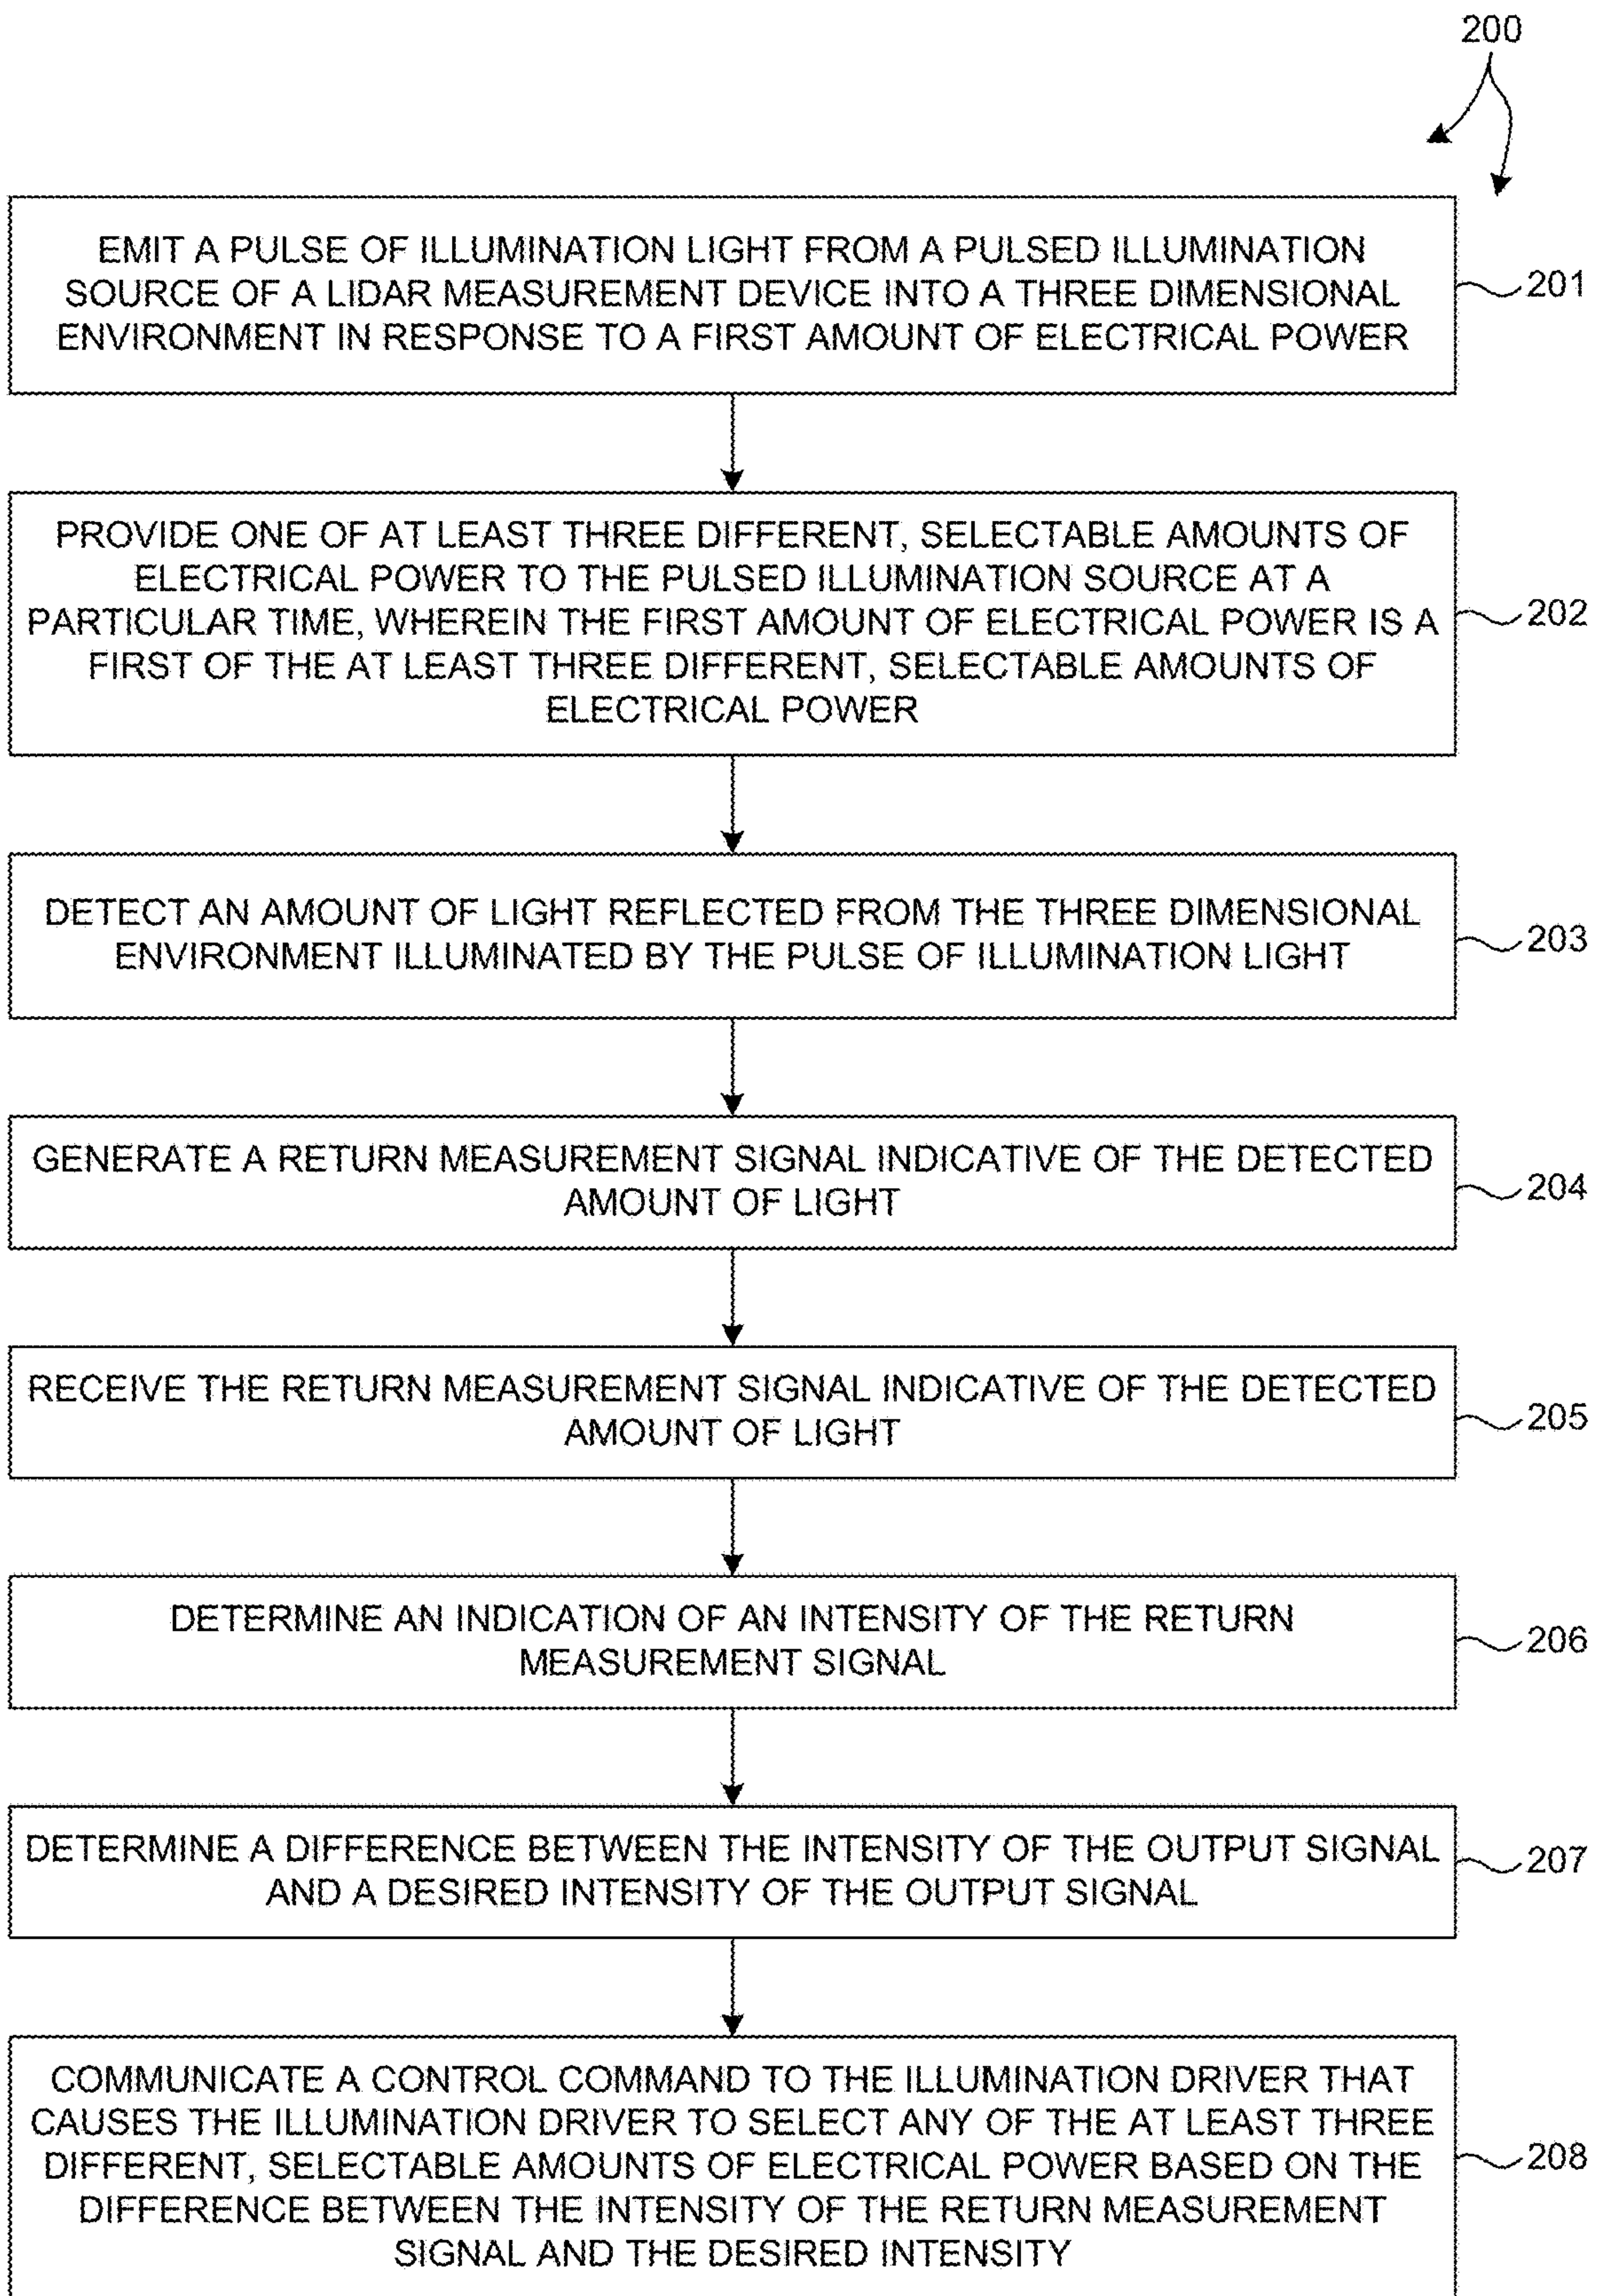 200
EMIT A PULSE OF ILLUMINATION LIGHT FROM A PULSED ILLUMINATION
SOURCE OF A LIDAR MEASUREMENT DEVICE INTO A THREE DIMENSIONAL
ENVIRONMENT IN RESPONSE TO A FIRST AMOUNT OF ELECTRICAL POWER
201
PROVIDE ONE OF AT LEAST THREE DIFFERENT, SELECTABLE AMOUNTS OF
ELECTRICAL POWER TO THE PULSED ILLUMINATION SOURCE AT A
PARTICULAR TIME, WHEREIN THE FIRST AMOUNT OF ELECTRICAL POWER IS A
FIRST OF THE AT LEAST THREE DIFFERENT, SELECTABLE AMOUNTS OF
ELECTRICAL POWER
202
DETECT AN AMOUNT OF LIGHT REFLECTED FROM THE THREE DIMENSIONAL
ENVIRONMENT ILLUMINATED BY THE PULSE OF ILLUMINATION LIGHT
203
GENERATE A RETURN MEASUREMENT SIGNAL INDICATIVE OF THE DETECTED
AMOUNT OF LIGHT
204
RECEIVE THE RETURN MEASUREMENT SIGNAL INDICATIVE OF THE DETECTED
AMOUNT OF LIGHT
205
DETERMINE AN INDICATION OF AN INTENSITY OF THE RETURN
MEASUREMENT SIGNAL
206
DETERMINE A DIFFERENCE BETWEEN THE INTENSITY OF THE OUTPUT SIGNAL
AND A DESIRED INTENSITY OF THE OUTPUT SIGNAL
207
COMMUNICATE A CONTROL COMMAND TO THE ILLUMINATION DRIVER THAT
CAUSES THE ILLUMINATION DRIVER TO SELECT ANY OF THE AT LEAST THREE
DIFFERENT, SELECTABLE AMOUNTS OF ELECTRICAL POWER BASED ON THE
DIFFERENCE BETWEEN THE INTENSITY OF THE RETURN MEASUREMENT
SIGNAL AND THE DESIRED INTENSITY
208